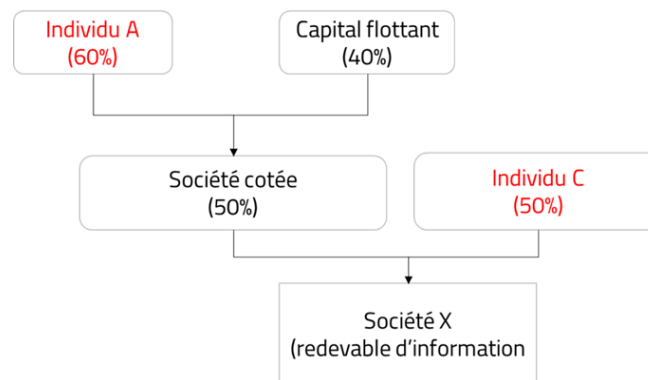 Individu A
(60%)
Capital flottant
(40%)
Société cotée
(50%)
Individu C
(50%)
Société X
(redevable d'information